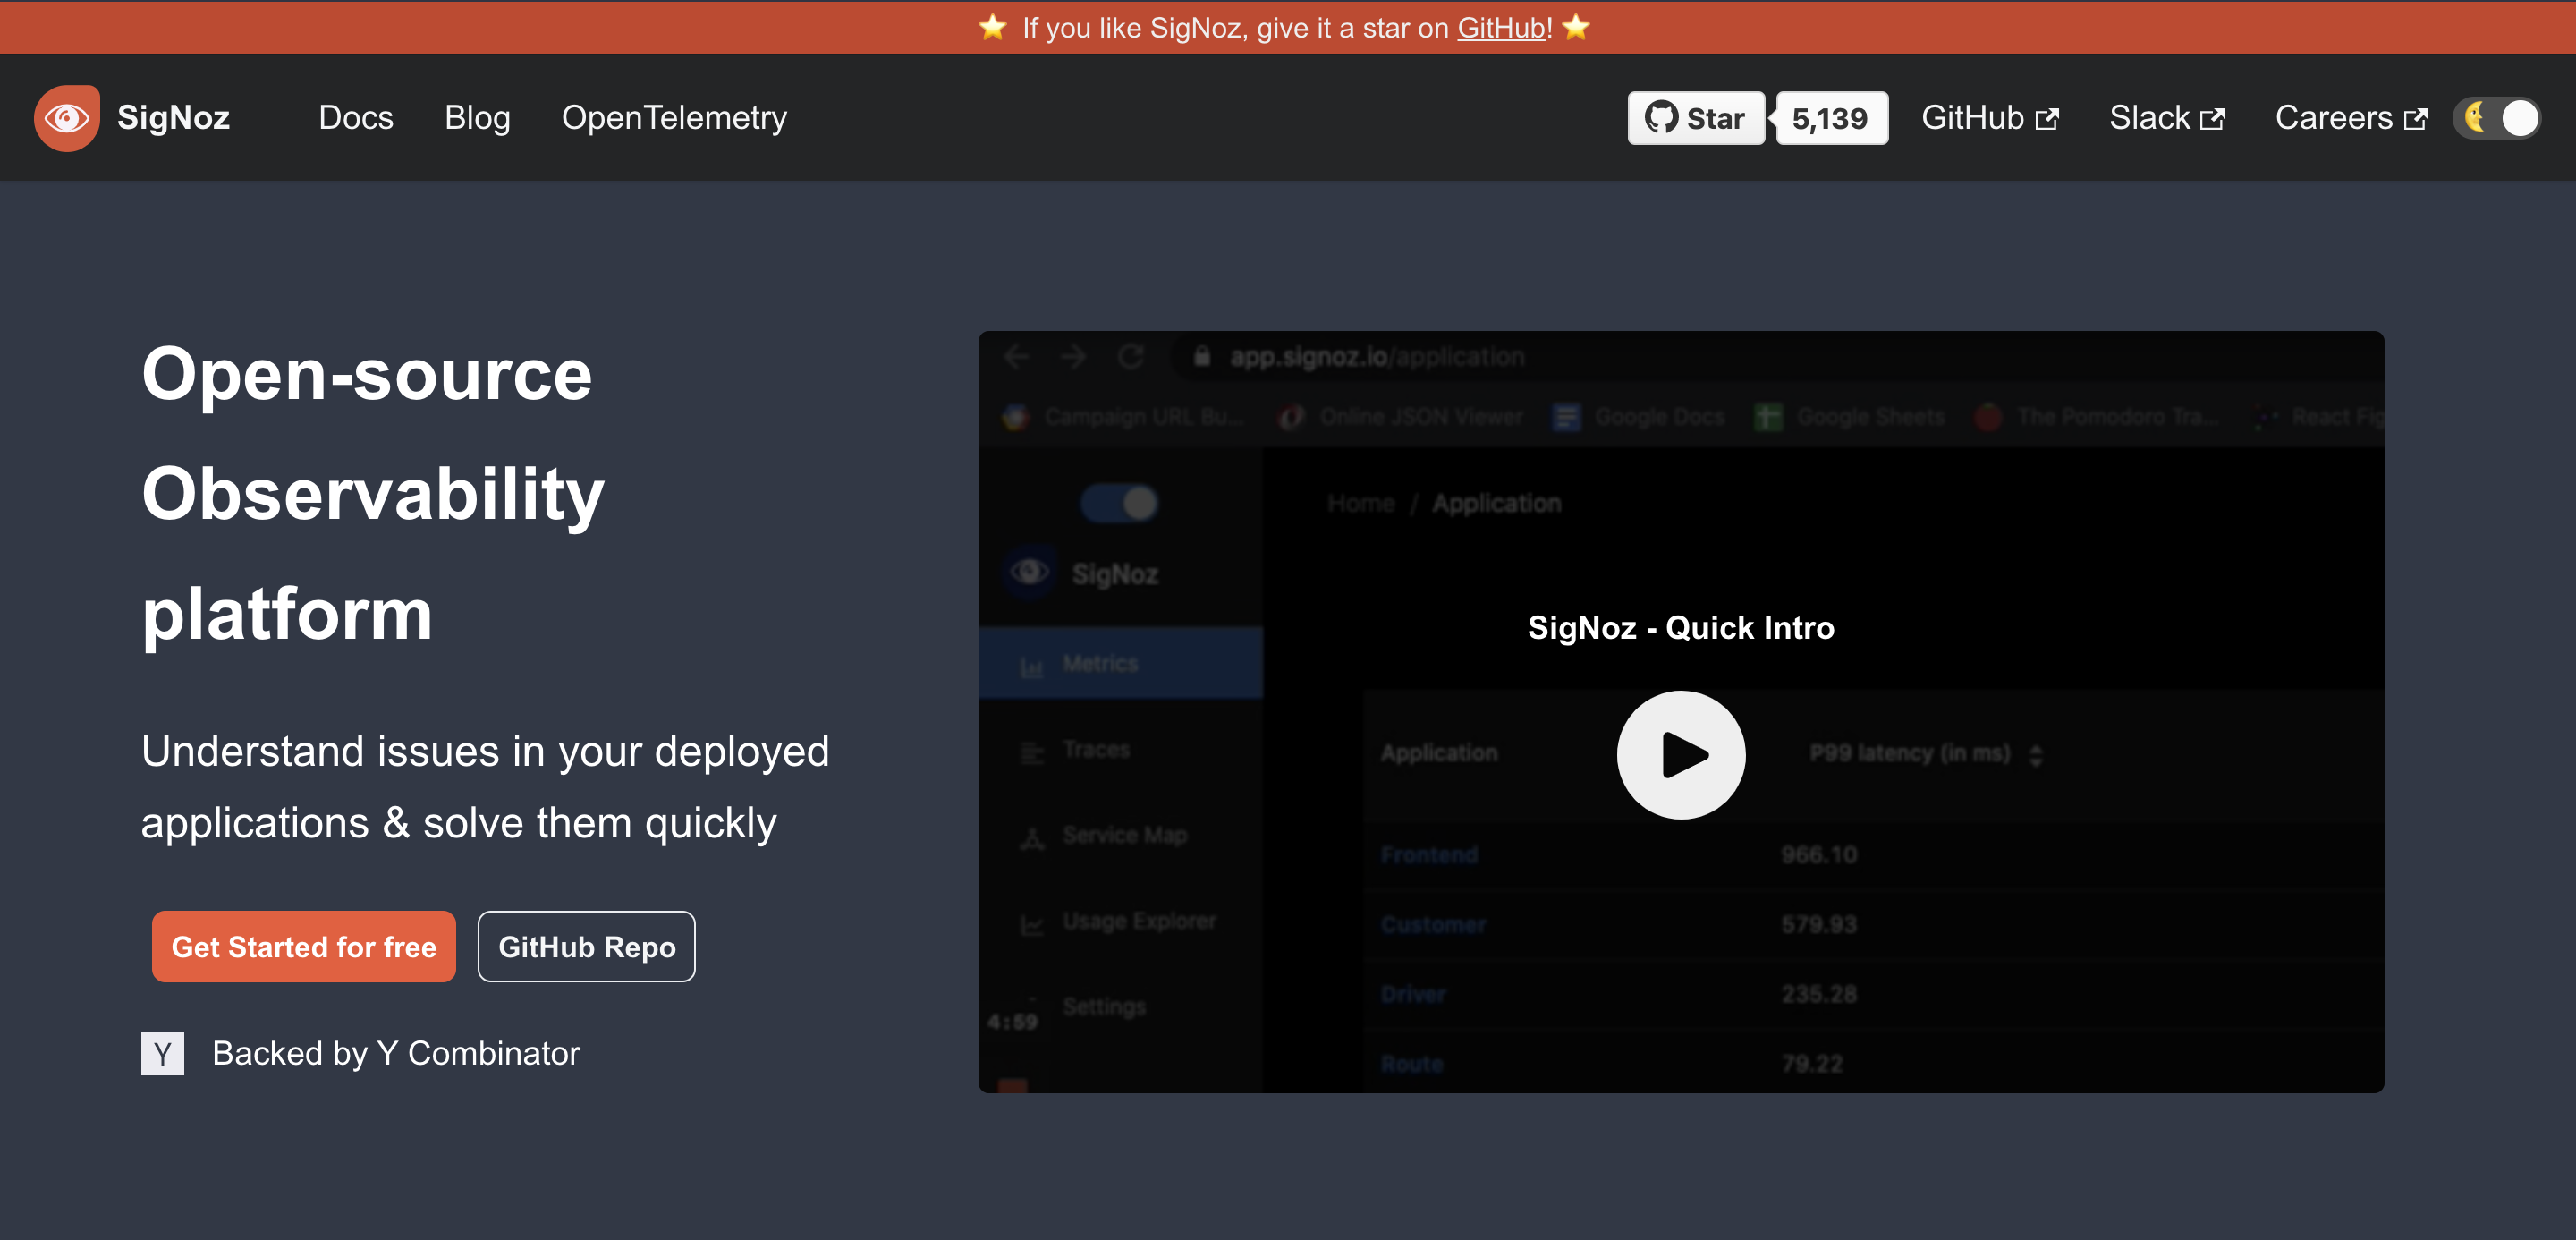 ⭐ If you like SigNoz, give it a star on GitHub! ⭐
SigNoz Docs Blog OpenTelemetry Star 5,139 GitHub Slack Careers
Open-source
Observability
platform
Understand issues in your deployed
applications & solve them quickly
Get Started for free GitHub Repo
Y Backed by Y Combinator
app.signoz.io/application
Campaign URL Bu... Online JSON Viewer Google Docs Google Sheets The Pomodoro Tra... React Fig
Home / Application
SigNoz
SigNoz - Quick Intro
Metrics
Traces
Service Map
Usage Explorer
Settings
4:59
Application P99 latency (in ms)
Frontend 966.10
Customer 579.93
Driver 235.28
Route 79.22